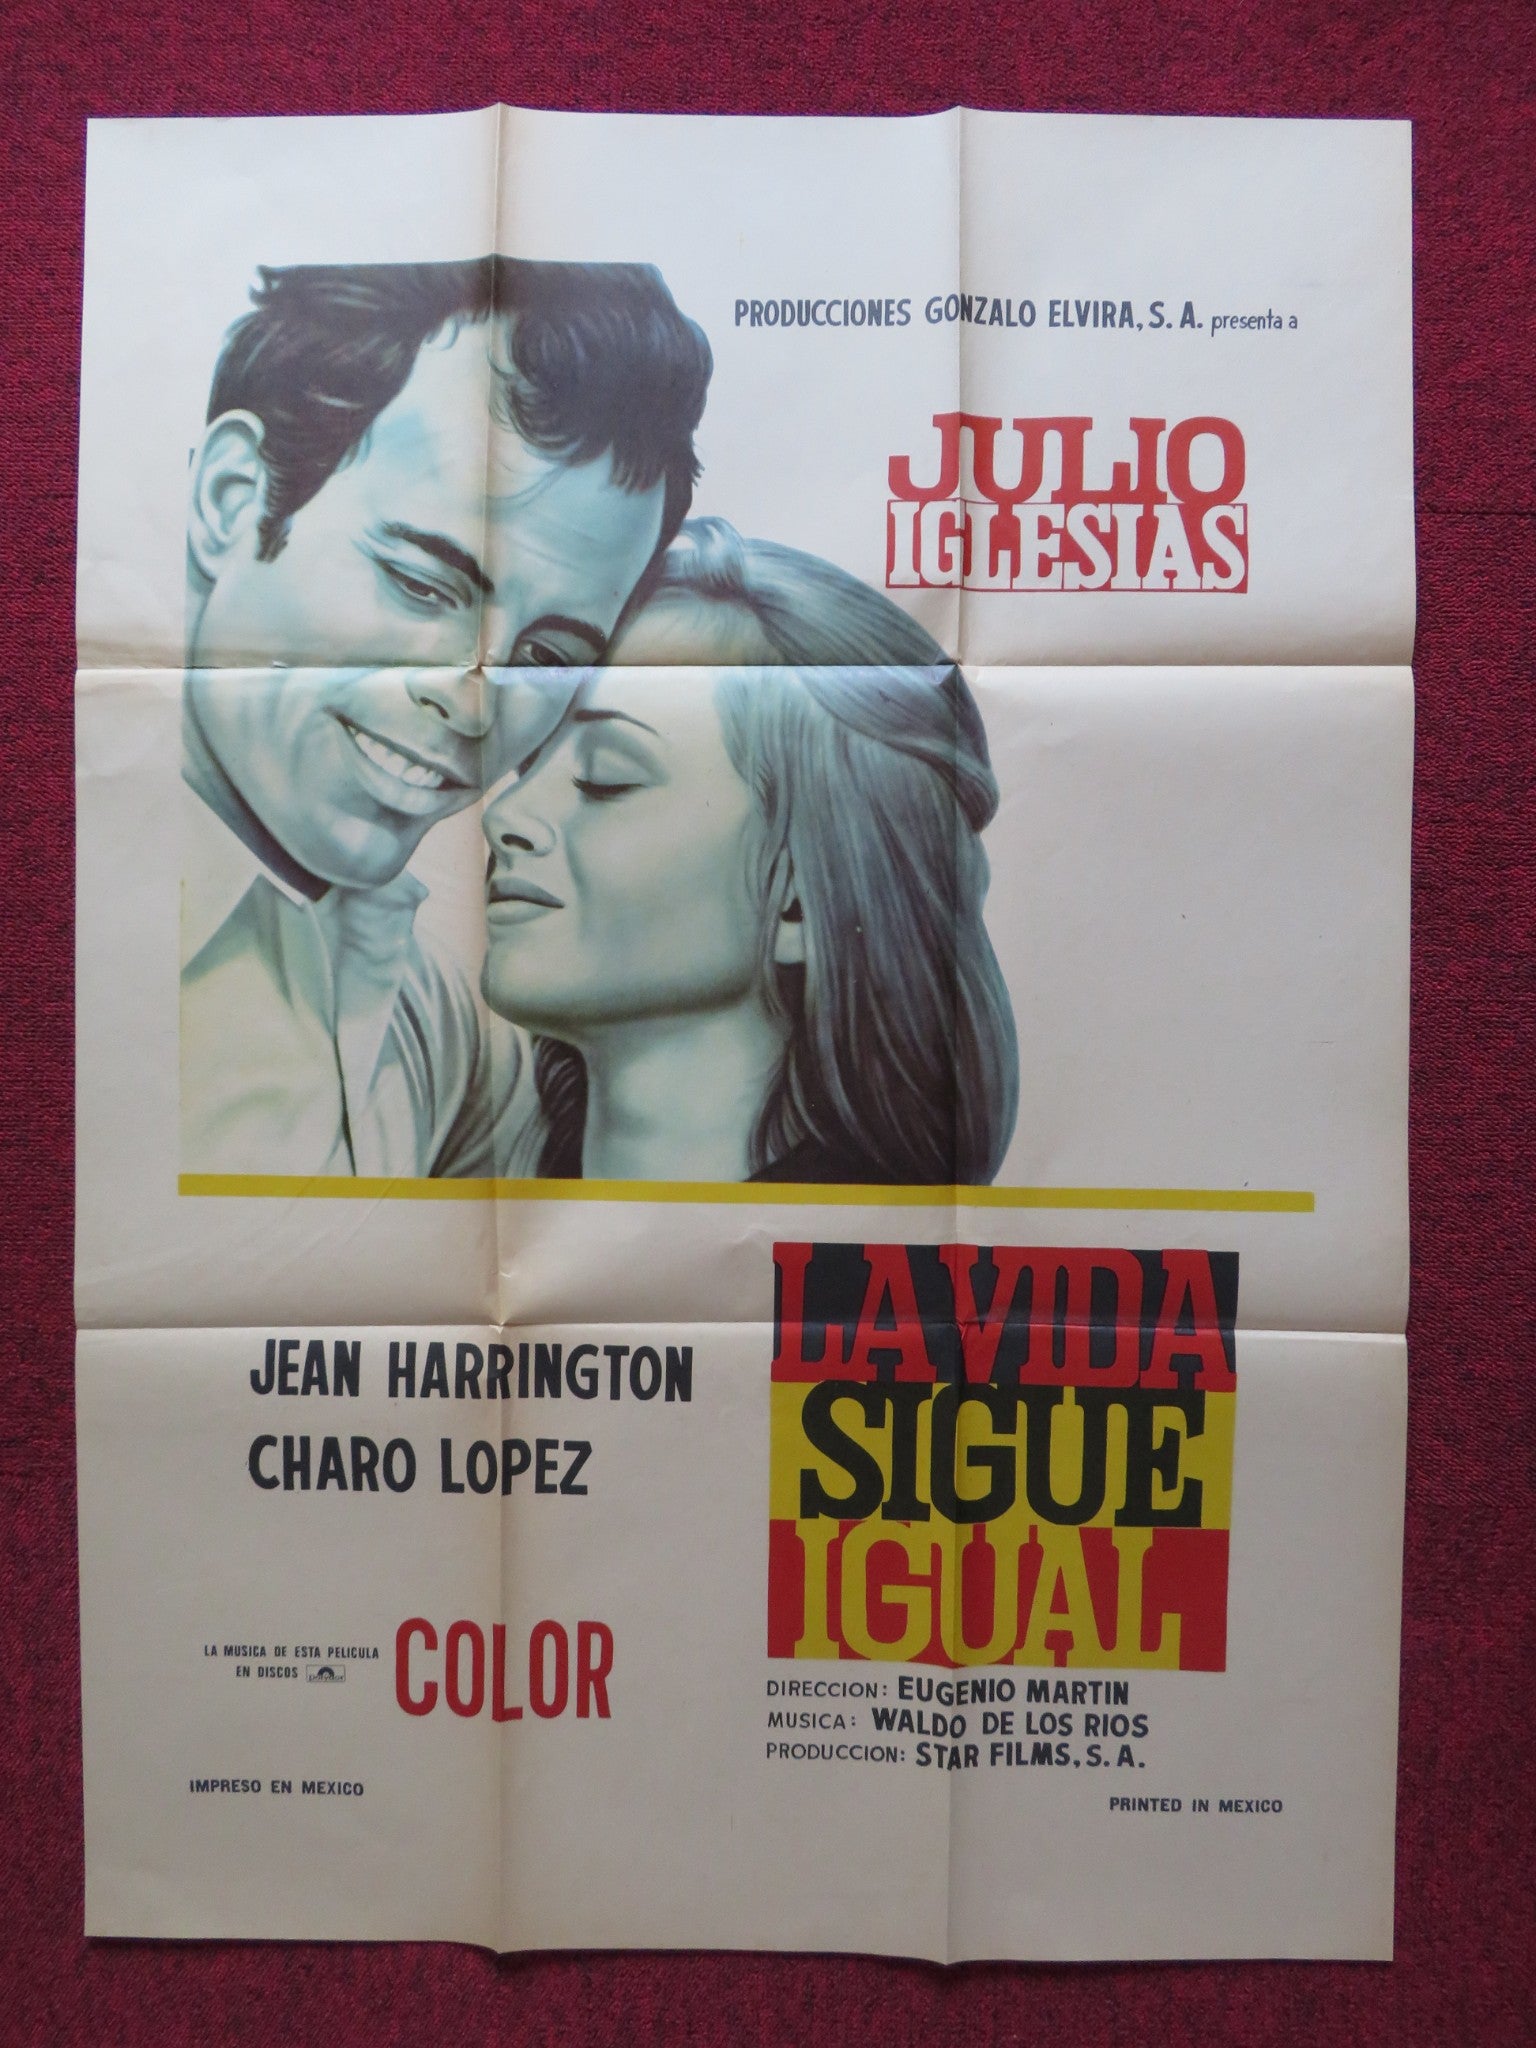 PRODUCCIONES GONZALO ELVIRA, S. A. presenta a
JULIO
IGLESIAS
LA VIDA
SIGUE
IGUAL
JEAN HARRINGTON
CHARO LOPEZ
LA MUSICA DE ESTA PELICULA
EN DISCOS
COLOR
DIRECCION: EUGENIO MARTIN
MUSICA: WALDO DE LOS RIOS
PRODUCCION: STAR FILMS, S. A.
IMPRESO EN MEXICO
PRINTED IN MEXICO